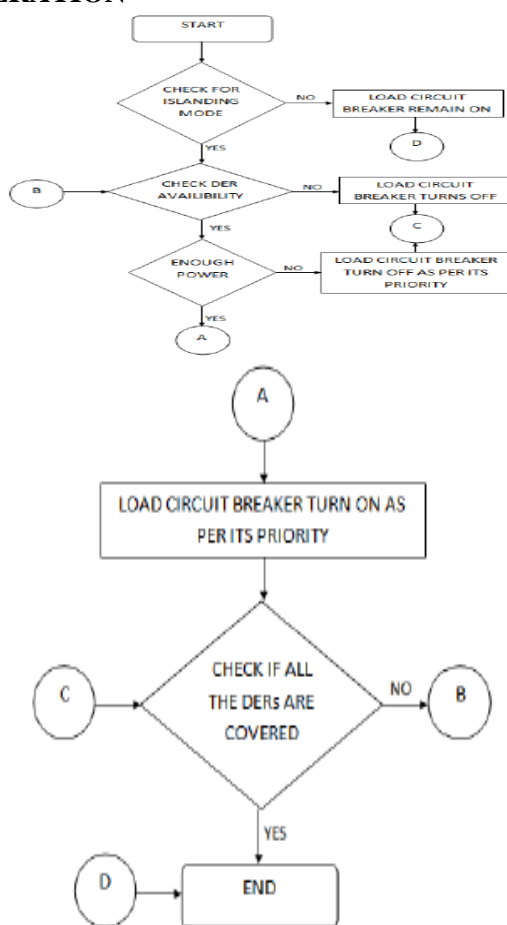 START
CHECK FOR
ISLANDING
MODE
NO
LOAD CIRCUIT
BREAKER REMAIN ON
D
YES
B
CHECK DER
AVAILIBILITY
NO
LOAD CIRCUIT
BREAKER TURNS OFF
C
YES
ENOUGH
POWER
NO
LOAD CIRCUIT BREAKER
TURN OFF AS PER ITS
PRIORITY
YES
A
A
LOAD CIRCUIT BREAKER TURN ON AS
PER ITS PRIORITY
CHECK IF ALL
THE DERs ARE
COVERED
C
NO
B
YES
D
END